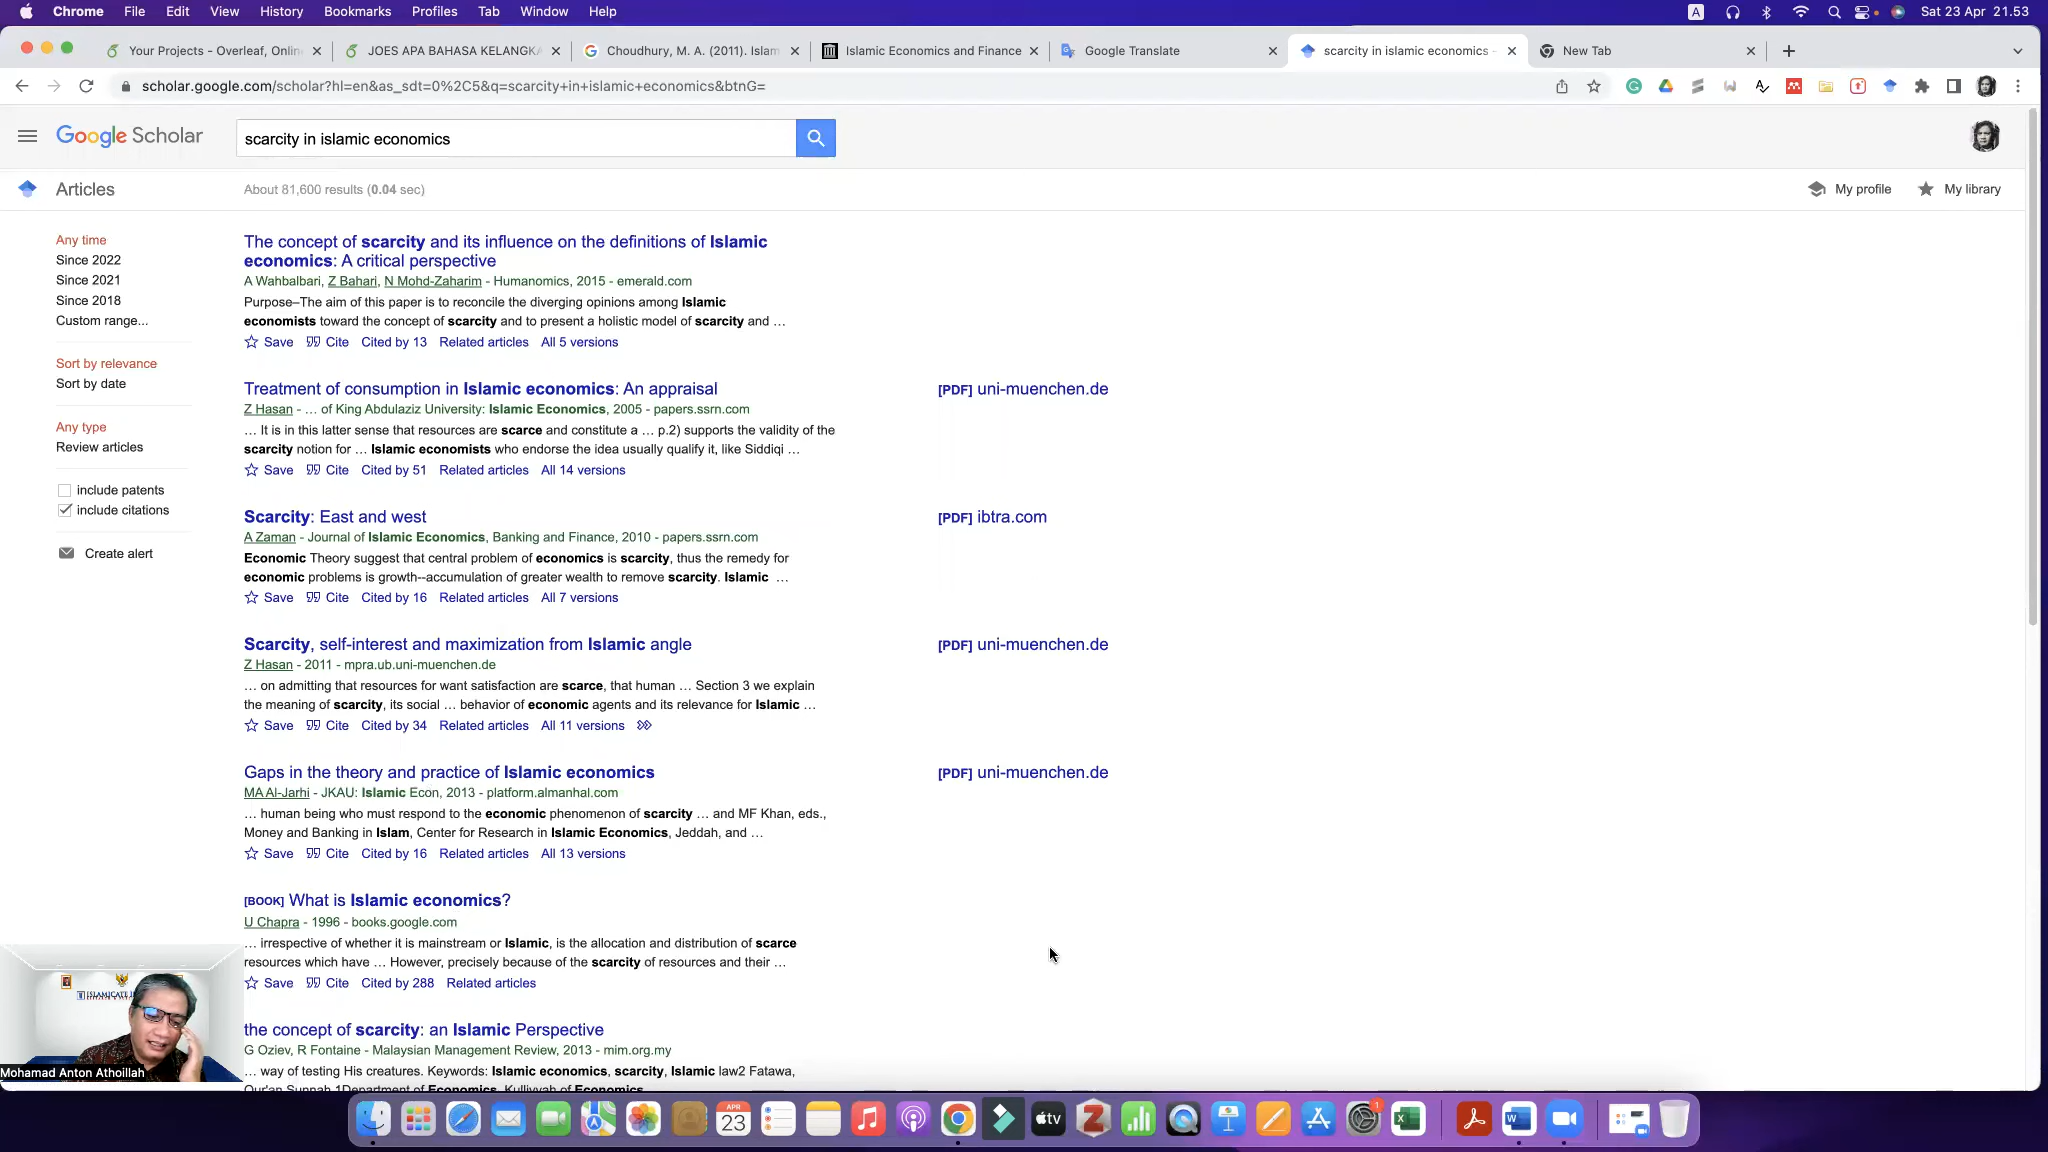 Chrome File Edit View History Bookmarks Profiles Tab Window Help
A Sat 23 Apr 21.53
Your Projects - Overleaf, Onlin
JOES APA BAHASA KELANGKA
Choudhury, M. A. (2011). Islam
Islamic Economics and Finance
Google Translate
scarcity in islamic economics -
New Tab
scholar.google.com/scholar?hl=en&as_sdt=0%2C5&q=scarcity+in+islamic+economics&btnG=
Google Scholar
scarcity in islamic economics
Articles
About 81,600 results (0.04 sec)
My profile
My library
Any time
Since 2022
Since 2021
Since 2018
Custom range...
Sort by relevance
Sort by date
Any type
Review articles
include patents
include citations
Create alert
The concept of scarcity and its influence on the definitions of Islamic
economics: A critical perspective
A Wahbalbari, Z Bahari, N Mohd-Zaharim - Humanomics, 2015 - emerald.com
Purpose–The aim of this paper is to reconcile the diverging opinions among Islamic
economists toward the concept of scarcity and to present a holistic model of scarcity and …
Save Cite Cited by 13 Related articles All 5 versions
Treatment of consumption in Islamic economics: An appraisal
[PDF] uni-muenchen.de
Z Hasan - … of King Abdulaziz University: Islamic Economics, 2005 - papers.ssrn.com
… It is in this latter sense that resources are scarce and constitute a … p.2) supports the validity of the
scarcity notion for … Islamic economists who endorse the idea usually qualify it, like Siddiqi …
Save Cite Cited by 51 Related articles All 14 versions
Scarcity: East and west
[PDF] ibtra.com
A Zaman - Journal of Islamic Economics, Banking and Finance, 2010 - papers.ssrn.com
Economic Theory suggest that central problem of economics is scarcity, thus the remedy for
economic problems is growth--accumulation of greater wealth to remove scarcity. Islamic …
Save Cite Cited by 16 Related articles All 7 versions
Scarcity, self-interest and maximization from Islamic angle
[PDF] uni-muenchen.de
Z Hasan - 2011 - mpra.ub.uni-muenchen.de
… on admitting that resources for want satisfaction are scarce, that human … Section 3 we explain
the meaning of scarcity, its social … behavior of economic agents and its relevance for Islamic …
Save Cite Cited by 34 Related articles All 11 versions
Gaps in the theory and practice of Islamic economics
[PDF] uni-muenchen.de
MA Al-Jarhi - JKAU: Islamic Econ, 2013 - platform.almanhal.com
… human being who must respond to the economic phenomenon of scarcity … and MF Khan, eds.,
Money and Banking in Islam, Center for Research in Islamic Economics, Jeddah, and …
Save Cite Cited by 16 Related articles All 13 versions
[BOOK] What is Islamic economics?
U Chapra - 1996 - books.google.com
… irrespective of whether it is mainstream or Islamic, is the allocation and distribution of scarce
resources which have … However, precisely because of the scarcity of resources and their …
Save Cite Cited by 288 Related articles
the concept of scarcity: an Islamic Perspective
G Oziev, R Fontaine - Malaysian Management Review, 2013 - mim.org.my
… way of testing His creatures. Keywords: Islamic economics, scarcity, Islamic law2 Fatawa,
Qur'an Sunnah 1Department of Economics, Kulliyyah of Economics
ISLAMICATE
Mohamad Anton Athoillah
APR
23
tv
1